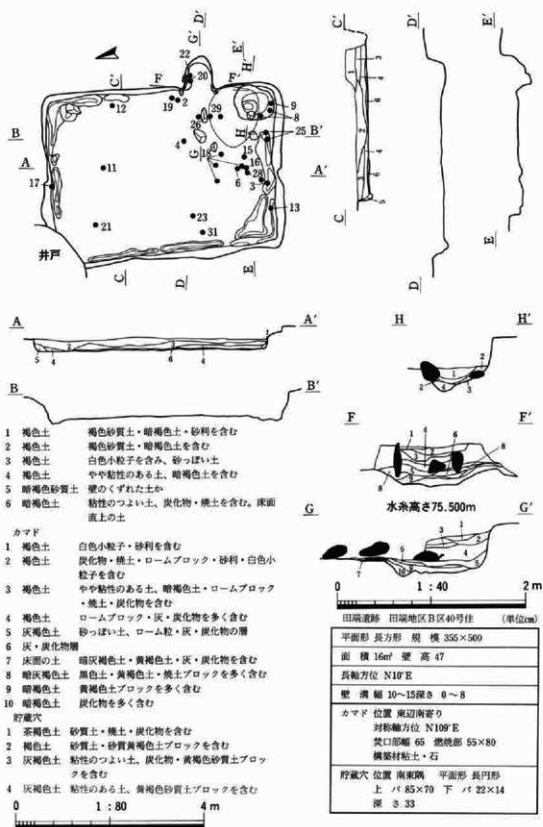 C' D' G' D' E' H' C' D' E'
22 20 F F' 19 2 29 12 26 9 8
B A 4 G 18 15 H B' 25 A'
17 11 6 16 28 3 13
21 23 31
井戸
C D E C D E
A A' H H'
B B' F F'
水糸高さ75.500m
G G'
0 1:40 2m
1 褐色土 褐色砂質土・暗褐色土・砂利を含む
2 褐色土 褐色砂質土・暗褐色土を含む
3 褐色土 白色小粒子を含み、砂っぽい土
4 褐色土 やや粘性のある土、暗褐色土を含む
5 暗褐色砂質土 壁のくずれた土か
6 暗褐色土 粘性のつよい土、炭化物・焼土を含む。床面
直上の土
カマド
1 褐色土 白色小粒子・砂利を含む
2 褐色土 炭化物・焼土・ロームブロック・砂利・白色小
粒子を含む
3 褐色土 やや粘性のある土、暗褐色土・ロームブロック
・焼土・炭化物を含む
4 褐色土 ロームブロック・灰・炭化物を多く含む
5 灰褐色土 砂っぽい土、ローム粒・灰・炭化物の層
6 灰・炭化物層
7 床面の土 暗灰褐色土・黄褐色土・灰・炭化物を含む
8 暗灰褐色土 黒色土・黄褐色土・焼土ブロックを多く含む
9 暗褐色土 黄褐色土ブロックを多く含む
10 暗褐色土 炭化物を多く含む
貯蔵穴
1 茶褐色土 砂質土・焼土・炭化物を含む
2 褐色土 砂質土・砂質黄褐色土ブロックを含む
3 灰褐色土 粘性のつよい土、炭化物・黄褐色砂質土ブロッ
クを含む
4 灰褐色土 粘性のある土、黄褐色砂質土ブロックを含む
0 1:80 4m
田端遺跡 田端地区B区40号住 (単位cm)
平面形 長方形 規模 355×500
面積 16㎡ 壁高 47
長軸方位 N10°E
壁溝 幅 10~15 深さ 0~8
カマド 位置 東辺南寄り
対称軸方位 N109°E
焚口部幅 65 燃焼部 55×80
構築材 粘土・石
貯蔵穴 位置 南東隅 平面形 長円形
上バ 85×70 下バ 22×14
深さ 33